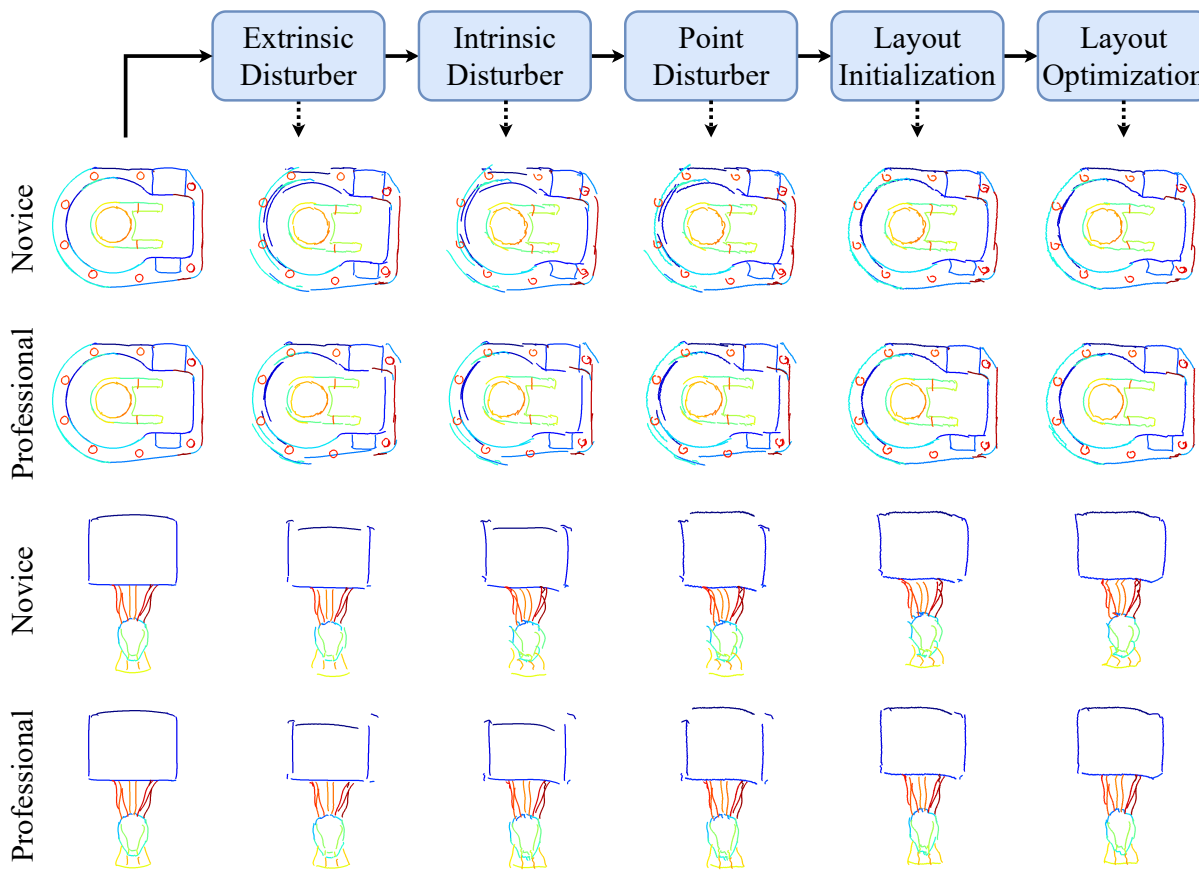 Extrinsic
Disturber
Intrinsic
Disturber
Point
Disturber
Layout
Initialization
Layout
Optimization
Novice
Professional
Novice
Professional